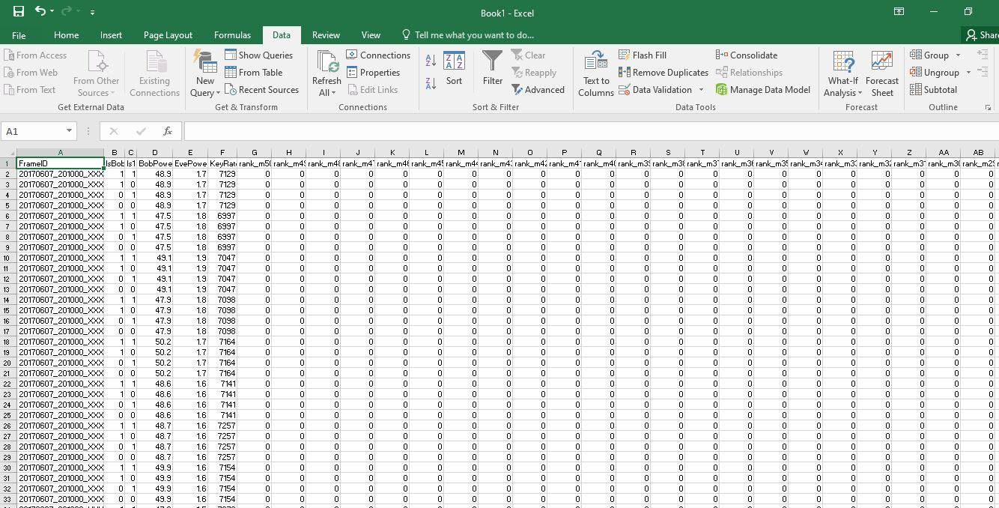 Book1 - Excel
File Home Insert Page Layout Formulas Data Review View Tell me what you want to do... Share
From Access
From Web
From Text
From Other Sources
Existing Connections
Get External Data
New Query
Show Queries
From Table
Recent Sources
Get & Transform
Refresh All
Connections
Properties
Edit Links
Connections
Sort
Filter
Clear
Reapply
Advanced
Sort & Filter
Text to Columns
Flash Fill
Remove Duplicates
Data Validation
Consolidate
Relationships
Manage Data Model
Data Tools
What-If Analysis
Forecast Sheet
Forecast
Group
Ungroup
Subtotal
Outline
A1 fx
A B C D E F G H I J K L M N O P Q R S T U V W X Y Z AA AB
1 FrameID IsBob Is1 BobPowe EvePowe KeyRate rank_m50 rank_m49 rank_m48 rank_m47 rank_m46 rank_m45 rank_m44 rank_m43 rank_m42 rank_m41 rank_m40 rank_m39 rank_m38 rank_m37 rank_m36 rank_m35 rank_m34 rank_m33 rank_m32 rank_m31 rank_m30 rank_m29
2 20170607_201000_XXX 1 1 48.9 1.7 7129 0 0 0 0 0 0 0 0 0 0 0 0 0 0 0 0 0 0 0 0 0 0
3 20170607_201000_XXX 1 0 48.9 1.7 7129 0 0 0 0 0 0 0 0 0 0 0 0 0 0 0 0 0 0 0 0 0 0
4 20170607_201000_XXX 0 1 48.9 1.7 7129 0 0 0 0 0 0 0 0 0 0 0 0 0 0 0 0 0 0 0 0 0 0
5 20170607_201000_XXX 0 0 48.9 1.7 7129 0 0 0 0 0 0 0 0 0 0 0 0 0 0 0 0 0 0 0 0 0 0
6 20170607_201000_XXX 1 1 47.5 1.8 6997 0 0 0 0 0 0 0 0 0 0 0 0 0 0 0 0 0 0 0 0 0 0
7 20170607_201000_XXX 1 0 47.5 1.8 6997 0 0 0 0 0 0 0 0 0 0 0 0 0 0 0 0 0 0 0 0 0 0
8 20170607_201000_XXX 0 1 47.5 1.8 6997 0 0 0 0 0 0 0 0 0 0 0 0 0 0 0 0 0 0 0 0 0 0
9 20170607_201000_XXX 0 0 47.5 1.8 6997 0 0 0 0 0 0 0 0 0 0 0 0 0 0 0 0 0 0 0 0 0 0
10 20170607_201000_XXX 1 1 49.1 1.9 7047 0 0 0 0 0 0 0 0 0 0 0 0 0 0 0 0 0 0 0 0 0 0
11 20170607_201000_XXX 1 0 49.1 1.9 7047 0 0 0 0 0 0 0 0 0 0 0 0 0 0 0 0 0 0 0 0 0 0
12 20170607_201000_XXX 0 1 49.1 1.9 7047 0 0 0 0 0 0 0 0 0 0 0 0 0 0 0 0 0 0 0 0 0 0
13 20170607_201000_XXX 0 0 49.1 1.9 7047 0 0 0 0 0 0 0 0 0 0 0 0 0 0 0 0 0 0 0 0 0 0
14 20170607_201000_XXX 1 1 47.9 1.8 7098 0 0 0 0 0 0 0 0 0 0 0 0 0 0 0 0 0 0 0 0 0 0
15 20170607_201000_XXX 1 0 47.9 1.8 7098 0 0 0 0 0 0 0 0 0 0 0 0 0 0 0 0 0 0 0 0 0 0
16 20170607_201000_XXX 0 1 47.9 1.8 7098 0 0 0 0 0 0 0 0 0 0 0 0 0 0 0 0 0 0 0 0 0 0
17 20170607_201000_XXX 0 0 47.9 1.8 7098 0 0 0 0 0 0 0 0 0 0 0 0 0 0 0 0 0 0 0 0 0 0
18 20170607_201000_XXX 1 1 50.2 1.7 7164 0 0 0 0 0 0 0 0 0 0 0 0 0 0 0 0 0 0 0 0 0 0
19 20170607_201000_XXX 1 0 50.2 1.7 7164 0 0 0 0 0 0 0 0 0 0 0 0 0 0 0 0 0 0 0 0 0 0
20 20170607_201000_XXX 0 1 50.2 1.7 7164 0 0 0 0 0 0 0 0 0 0 0 0 0 0 0 0 0 0 0 0 0 0
21 20170607_201000_XXX 0 0 50.2 1.7 7164 0 0 0 0 0 0 0 0 0 0 0 0 0 0 0 0 0 0 0 0 0 0
22 20170607_201000_XXX 1 1 48.6 1.6 7141 0 0 0 0 0 0 0 0 0 0 0 0 0 0 0 0 0 0 0 0 0 0
23 20170607_201000_XXX 1 0 48.6 1.6 7141 0 0 0 0 0 0 0 0 0 0 0 0 0 0 0 0 0 0 0 0 0 0
24 20170607_201000_XXX 0 1 48.6 1.6 7141 0 0 0 0 0 0 0 0 0 0 0 0 0 0 0 0 0 0 0 0 0 0
25 20170607_201000_XXX 0 0 48.6 1.6 7141 0 0 0 0 0 0 0 0 0 0 0 0 0 0 0 0 0 0 0 0 0 0
26 20170607_201000_XXX 1 1 48.7 1.6 7257 0 0 0 0 0 0 0 0 0 0 0 0 0 0 0 0 0 0 0 0 0 0
27 20170607_201000_XXX 1 0 48.7 1.6 7257 0 0 0 0 0 0 0 0 0 0 0 0 0 0 0 0 0 0 0 0 0 0
28 20170607_201000_XXX 0 1 48.7 1.6 7257 0 0 0 0 0 0 0 0 0 0 0 0 0 0 0 0 0 0 0 0 0 0
29 20170607_201000_XXX 0 0 48.7 1.6 7257 0 0 0 0 0 0 0 0 0 0 0 0 0 0 0 0 0 0 0 0 0 0
30 20170607_201000_XXX 1 1 49.9 1.6 7154 0 0 0 0 0 0 0 0 0 0 0 0 0 0 0 0 0 0 0 0 0 0
31 20170607_201000_XXX 1 0 49.9 1.6 7154 0 0 0 0 0 0 0 0 0 0 0 0 0 0 0 0 0 0 0 0 0 0
32 20170607_201000_XXX 0 1 49.9 1.6 7154 0 0 0 0 0 0 0 0 0 0 0 0 0 0 0 0 0 0 0 0 0 0
33 20170607_201000_XXX 0 0 49.9 1.6 7154 0 0 0 0 0 0 0 0 0 0 0 0 0 0 0 0 0 0 0 0 0 0